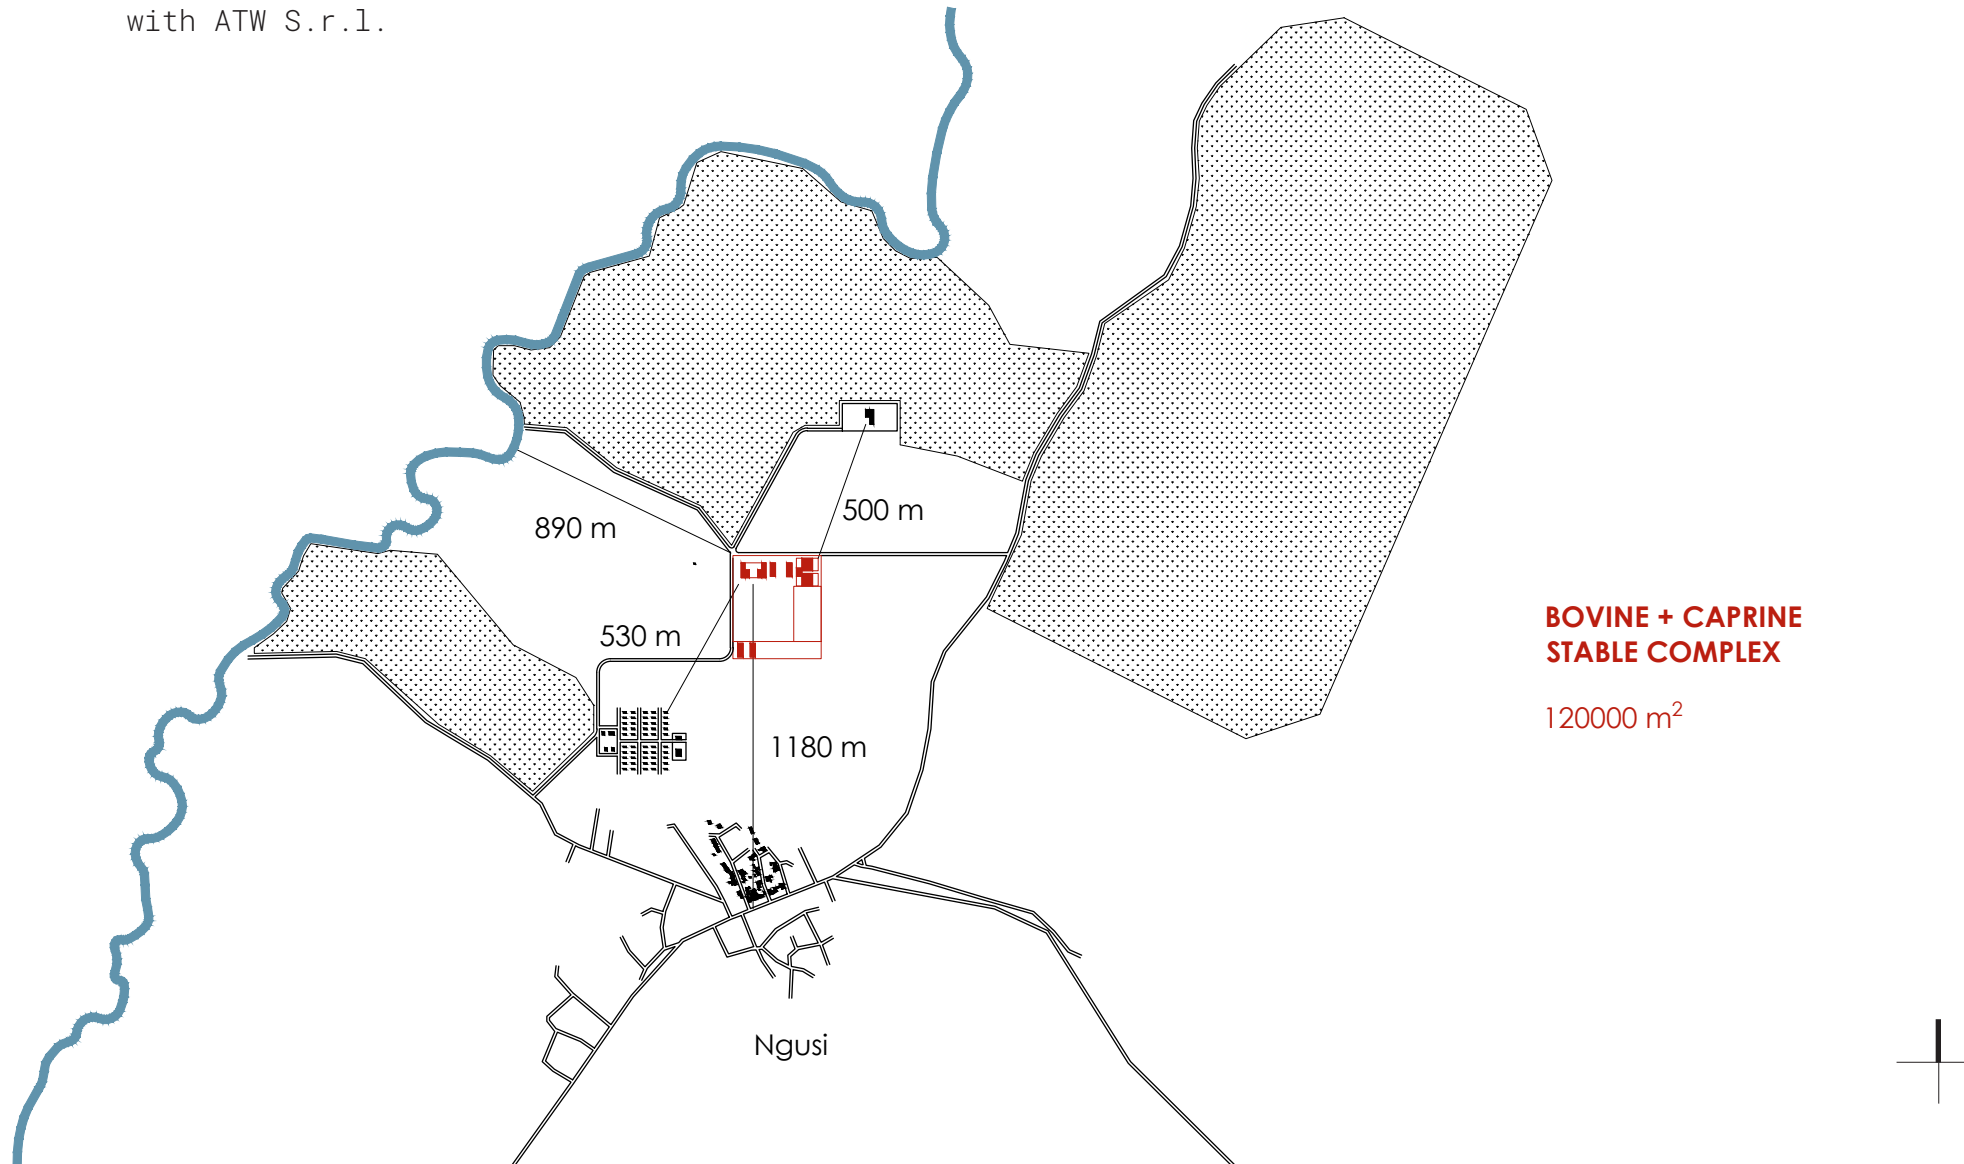 with ATW S.r.l.
500 m
890 m
530 m
BOVINE + CAPRINE
STABLE COMPLEX
120000 m²
1180 m
Ngusi